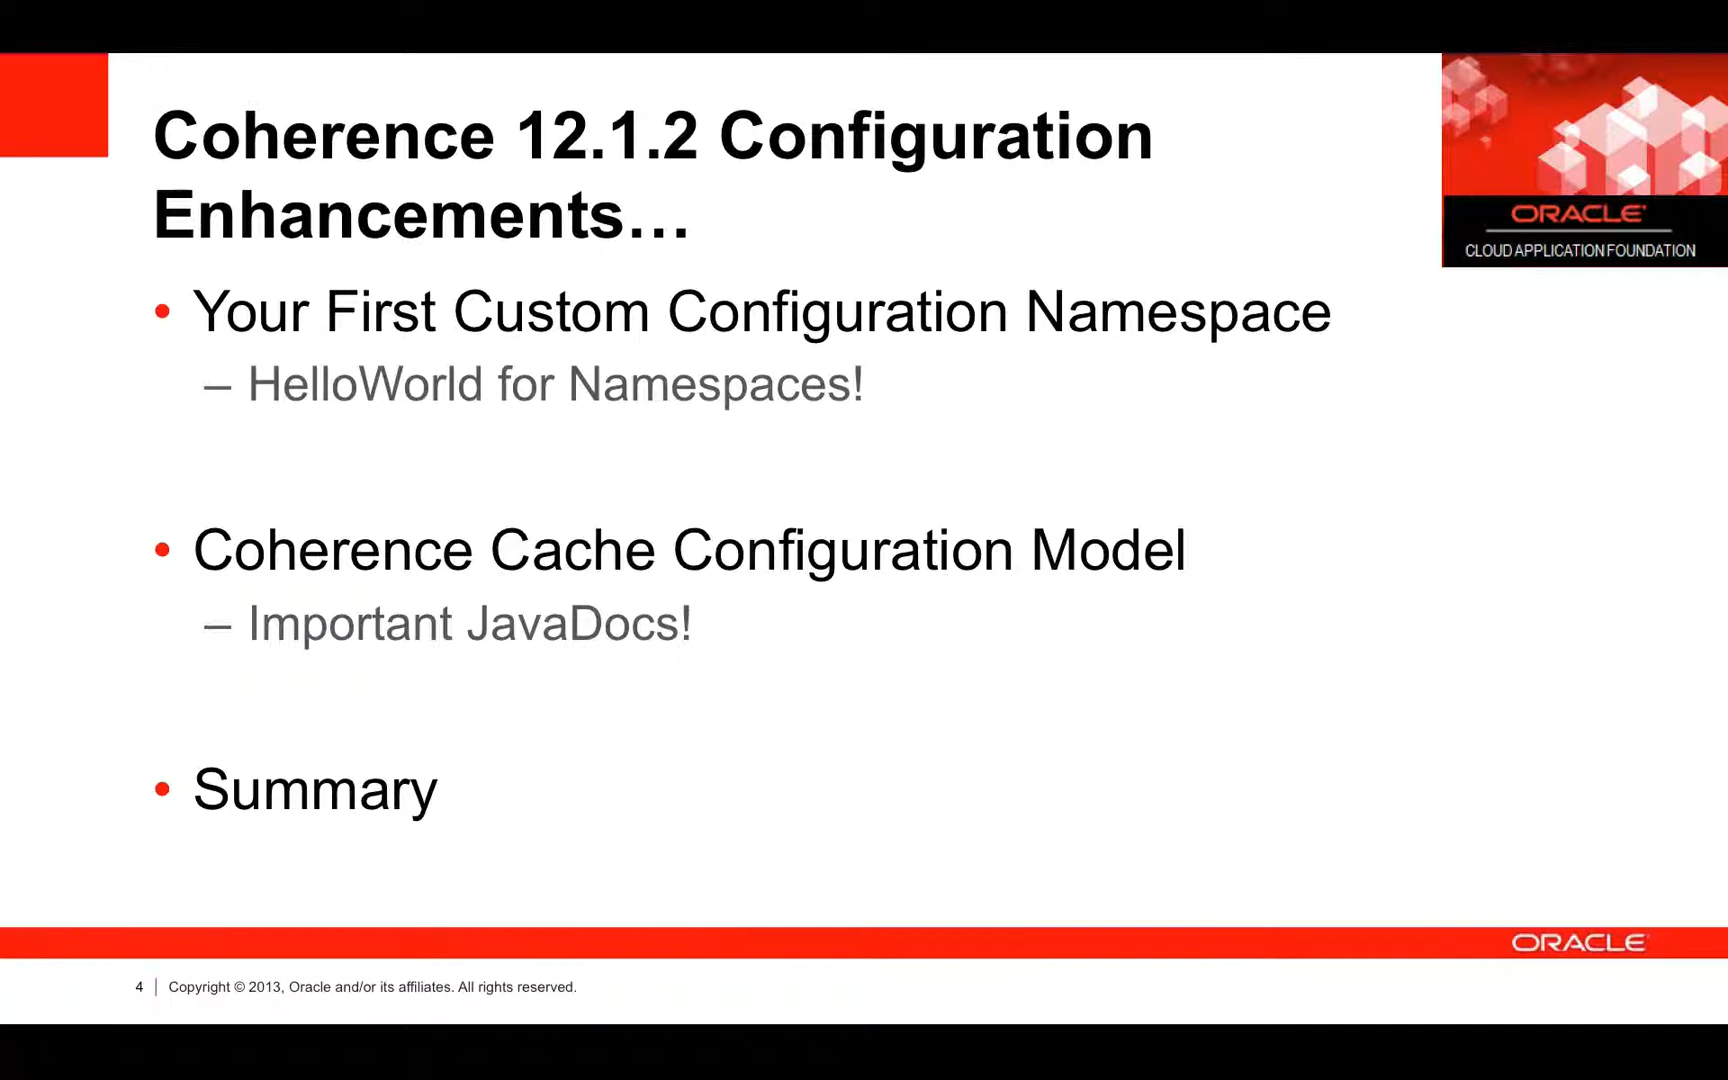 Coherence 12.1.2 Configuration
Enhancements…
ORACLE
CLOUD APPLICATION FOUNDATION
• Your First Custom Configuration Namespace
– HelloWorld for Namespaces!
• Coherence Cache Configuration Model
– Important JavaDocs!
• Summary
ORACLE
4 | Copyright © 2013, Oracle and/or its affiliates. All rights reserved.